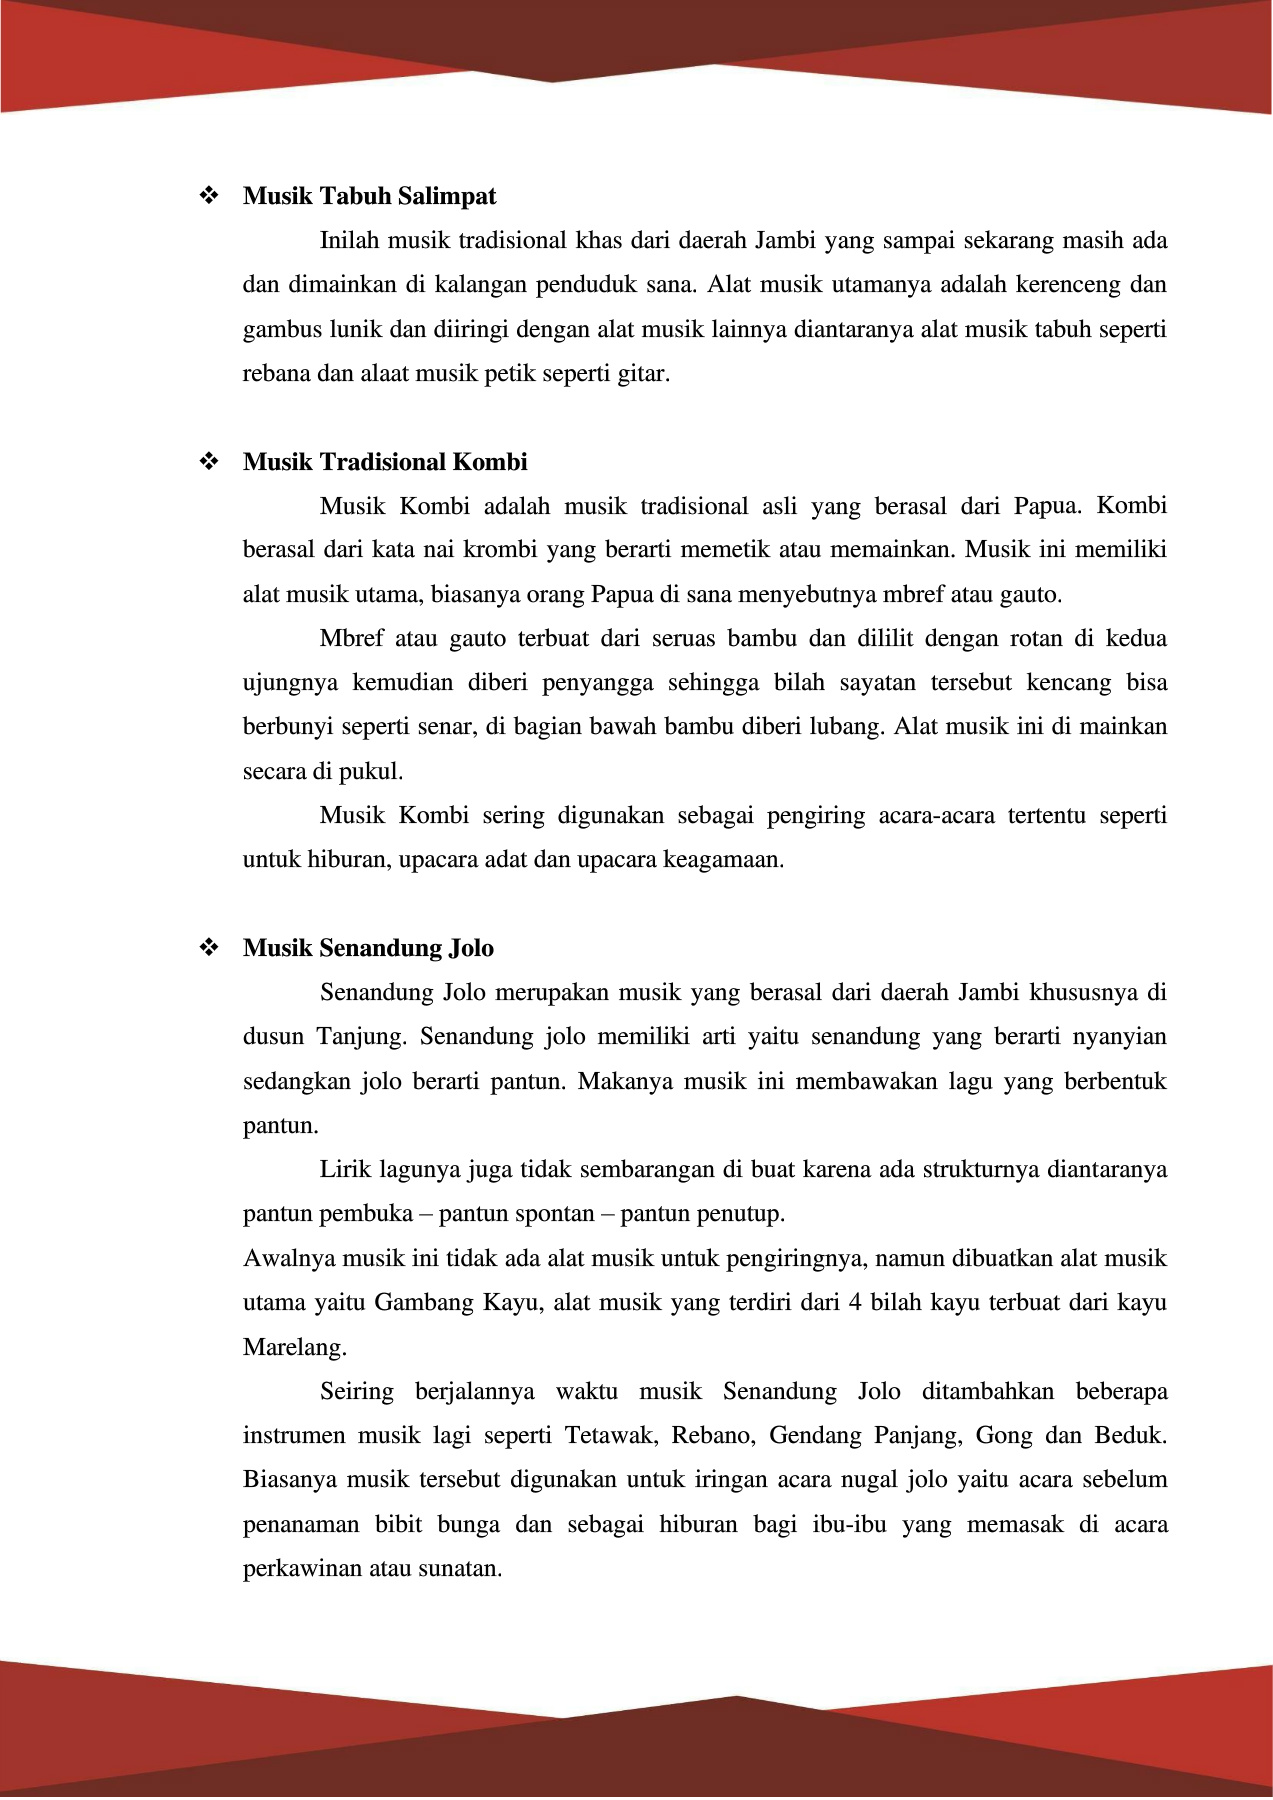 ❖ Musik Tabuh Salimpat
Inilah musik tradisional khas dari daerah Jambi yang sampai sekarang masih ada
dan dimainkan di kalangan penduduk sana. Alat musik utamanya adalah kerenceng dan
gambus lunik dan diiringi dengan alat musik lainnya diantaranya alat musik tabuh seperti
rebana dan alaat musik petik seperti gitar.
❖ Musik Tradisional Kombi
Musik Kombi adalah musik tradisional asli yang berasal dari Papua. Kombi
berasal dari kata nai krombi yang berarti memetik atau memainkan. Musik ini memiliki
alat musik utama, biasanya orang Papua di sana menyebutnya mbref atau gauto.
Mbref atau gauto terbuat dari seruas bambu dan dililit dengan rotan di kedua
ujungnya kemudian diberi penyangga sehingga bilah sayatan tersebut kencang bisa
berbunyi seperti senar, di bagian bawah bambu diberi lubang. Alat musik ini di mainkan
secara di pukul.
Musik Kombi sering digunakan sebagai pengiring acara-acara tertentu seperti
untuk hiburan, upacara adat dan upacara keagamaan.
❖ Musik Senandung Jolo
Senandung Jolo merupakan musik yang berasal dari daerah Jambi khususnya di
dusun Tanjung. Senandung jolo memiliki arti yaitu senandung yang berarti nyanyian
sedangkan jolo berarti pantun. Makanya musik ini membawakan lagu yang berbentuk
pantun.
Lirik lagunya juga tidak sembarangan di buat karena ada strukturnya diantaranya
pantun pembuka – pantun spontan – pantun penutup.
Awalnya musik ini tidak ada alat musik untuk pengiringnya, namun dibuatkan alat musik
utama yaitu Gambang Kayu, alat musik yang terdiri dari 4 bilah kayu terbuat dari kayu
Marelang.
Seiring berjalannya waktu musik Senandung Jolo ditambahkan beberapa
instrumen musik lagi seperti Tetawak, Rebano, Gendang Panjang, Gong dan Beduk.
Biasanya musik tersebut digunakan untuk iringan acara nugal jolo yaitu acara sebelum
penanaman bibit bunga dan sebagai hiburan bagi ibu-ibu yang memasak di acara
perkawinan atau sunatan.